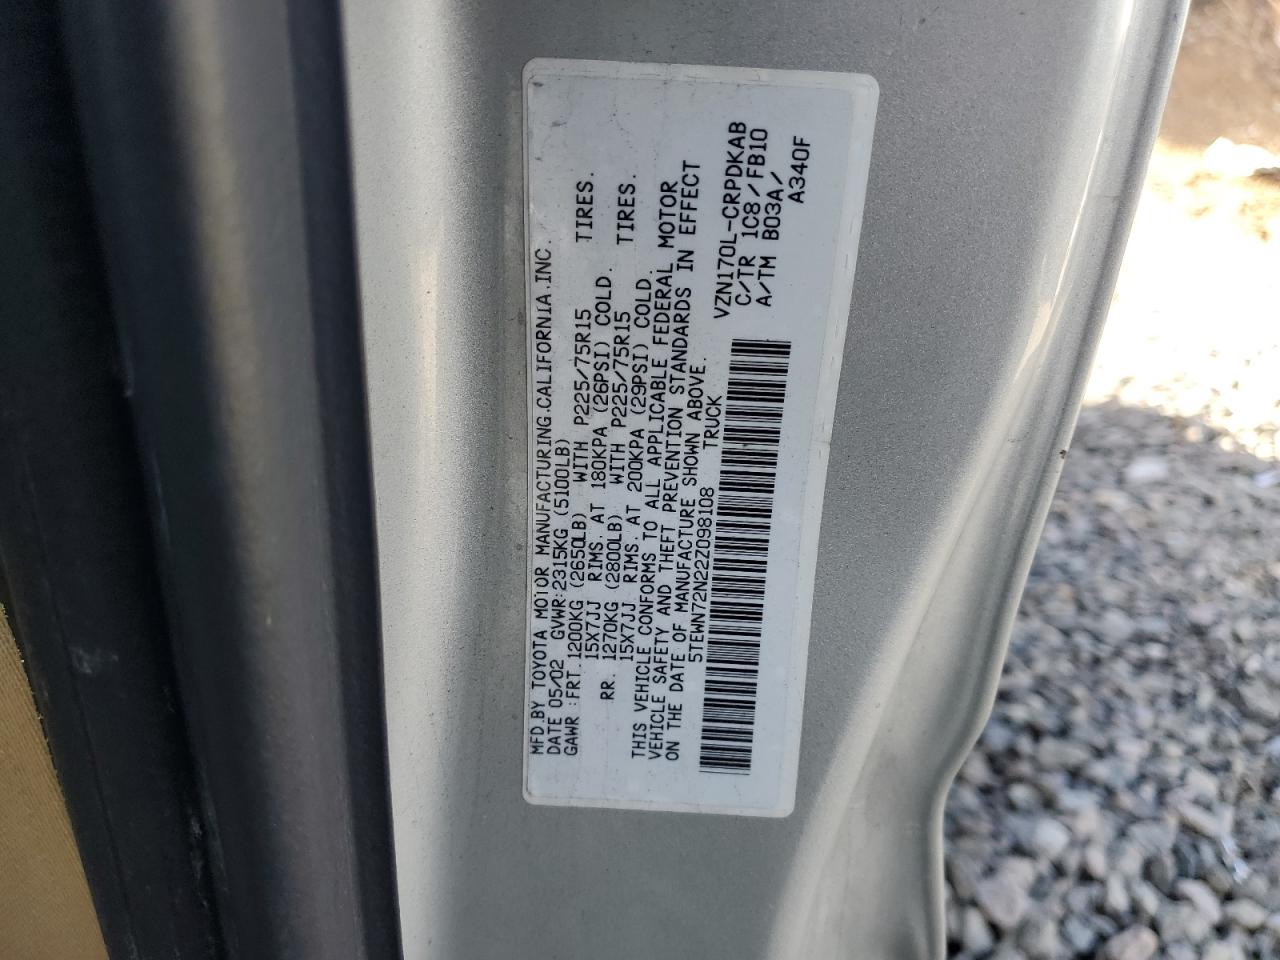 MFD.BY TOYOTA MOTOR MANUFACTURING.CALIFORNIA.INC.
DATE 05/02 GVWR:2315KG (5100LB)
GAWR :FRT.1200KG (2650LB) WITH P225/75R15 TIRES.
15X7JJ RIMS.AT 180KPA (26PSI) COLD.
RR. 1270KG (2800LB) WITH P225/75R15 TIRES.
15X7JJ RIMS.AT 200KPA (29PSI) COLD.
THIS VEHICLE CONFORMS TO ALL APPLICABLE FEDERAL MOTOR
VEHICLE SAFETY AND THEFT PREVENTION STANDARDS IN EFFECT
ON THE DATE OF MANUFACTURE SHOWN ABOVE.
5TEWN72N22Z098108 TRUCK
VZN170L-CRPDKAB
C/TR 1C8/FB10
A/TM B03A/
A340F